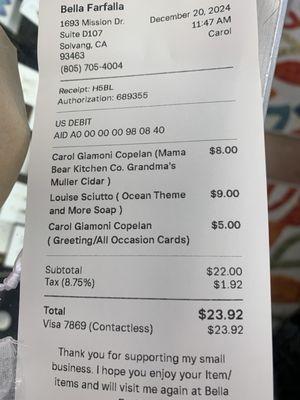 Bella Farfalla
1693 Mission Dr.
Suite D107
Solvang, CA
93463
(805) 705-4004
December 20, 2024
11:47 AM
Carol
Receipt: H5BL
Authorization: 689355
US DEBIT
AID A0 00 00 00 98 08 40
Carol Giamoni Copelan (Mama $8.00
Bear Kitchen Co. Grandma's
Muller Cidar )
Louise Sciutto ( Ocean Theme $9.00
and More Soap )
Carol Giamoni Copelan $5.00
( Greeting/All Occasion Cards)
Subtotal $22.00
Tax (8.75%) $1.92
Total $23.92
Visa 7869 (Contactless) $23.92
Thank you for supporting my small
business. I hope you enjoy your Item/
items and will visit me again at Bella